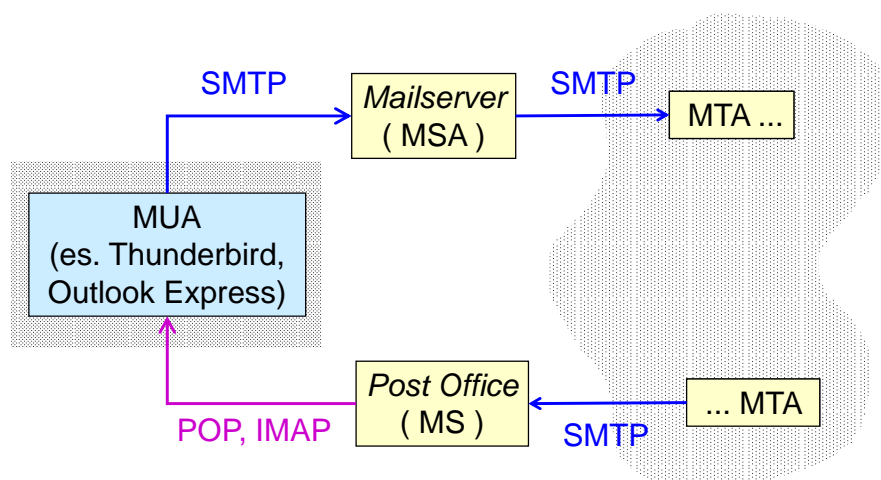 SMTP
Mailserver
( MSA )
SMTP
MTA ...
MUA
(es. Thunderbird,
Outlook Express)
Post Office
( MS )
... MTA
POP, IMAP
SMTP